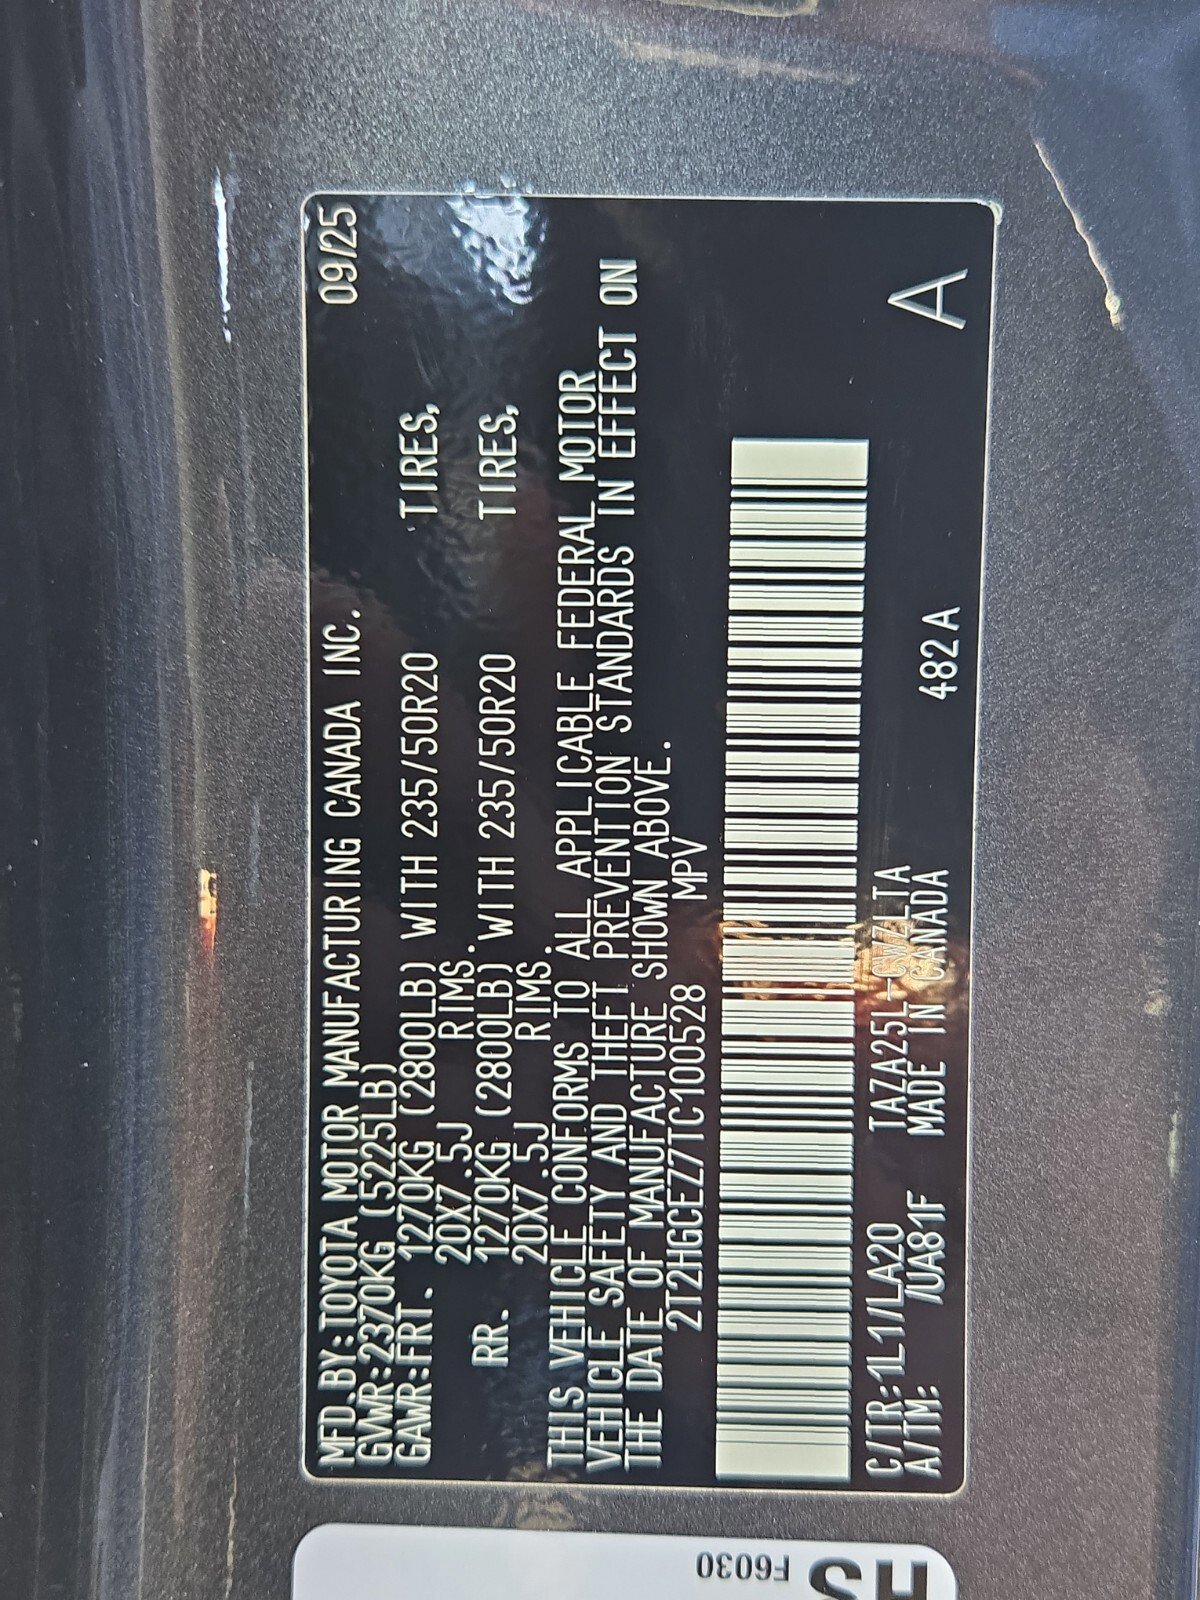 MFD.BY:TOYOTA MOTOR MANUFACTURING CANADA INC. 09/25
GVWR:2370KG (5225LB)
GAWR:FRT. 1270KG (2800LB) WITH 235/50R20 TIRES,
20X7.5J RIMS.
RR. 1270KG (2800LB) WITH 235/50R20 TIRES,
20X7.5J RIMS.
THIS VEHICLE CONFORMS TO ALL APPLICABLE FEDERAL MOTOR
VEHICLE SAFETY AND THEFT PREVENTION STANDARDS IN EFFECT ON
THE DATE OF MANUFACTURE SHOWN ABOVE.
2T2HGCEZ7TC100528 MPV
C/TR:1L1/LA20 TAZA25L-CVZLTA
A/TM: /UA81F MADE IN CANADA 482A A
HS
F6030